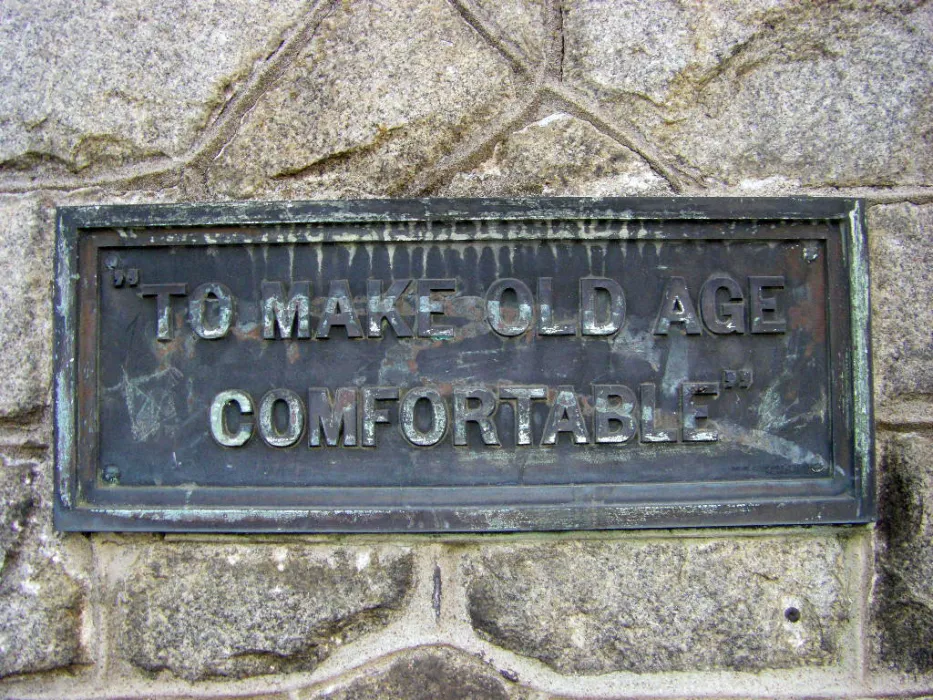 "TO MAKE OLD AGE
COMFORTABLE"